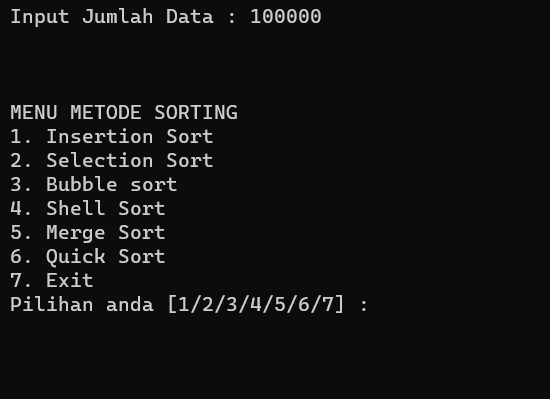 Input Jumlah Data : 100000
MENU METODE SORTING
1. Insertion Sort
2. Selection Sort
3. Bubble sort
4. Shell Sort
5. Merge Sort
6. Quick Sort
7. Exit
Pilihan anda [1/2/3/4/5/6/7] :